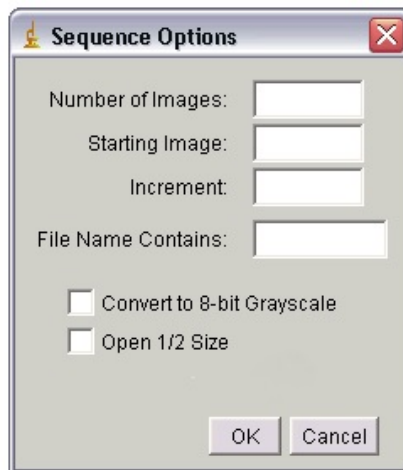 Sequence Options
Number of Images:
Starting Image:
Increment:
File Name Contains:
Convert to 8-bit Grayscale
Open 1/2 Size
OK Cancel